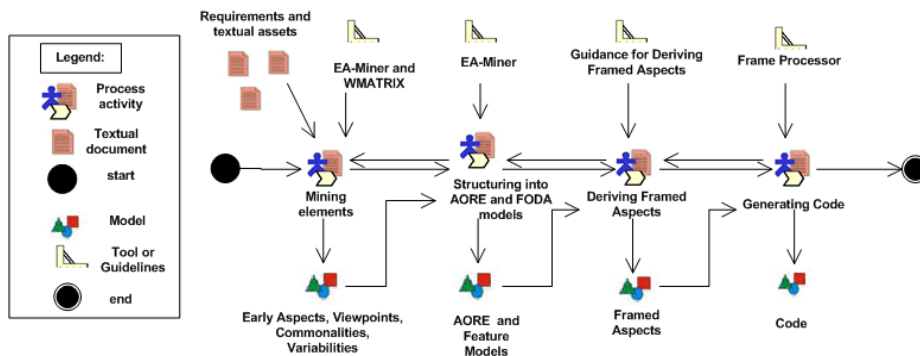 Legend:
Process
activity
Textual
document
start
Model
Tool or
Guidelines
end
Requirements and
textual assets
EA-Miner and
WMATRIX
EA-Miner
Guidance for Deriving
Framed Aspects
Frame Processor
Mining
elements
Structuring into
AORE and FODA
models
Deriving Framed
Aspects
Generating Code
Early Aspects, Viewpoints,
Commonalities,
Variabilities
AORE and
Feature
Models
Framed
Aspects
Code